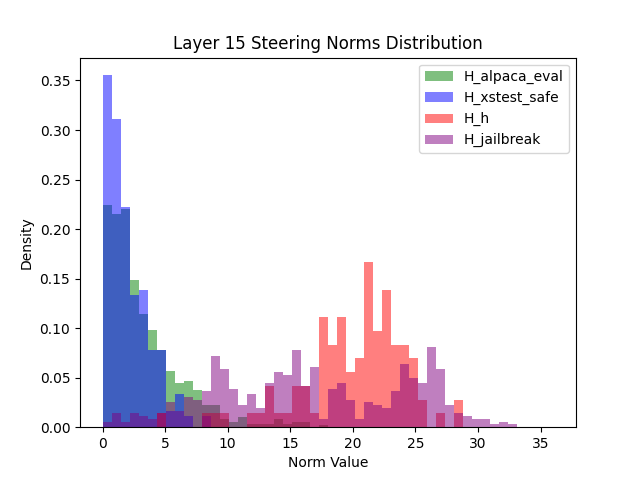 Layer 15 Steering Norms Distribution
H_alpaca_eval
H_xstest_safe
H_h
H_jailbreak
0.35
0.30
0.25
0.20
0.15
0.10
0.05
0.00
Density
0 5 10 15 20 25 30 35
Norm Value